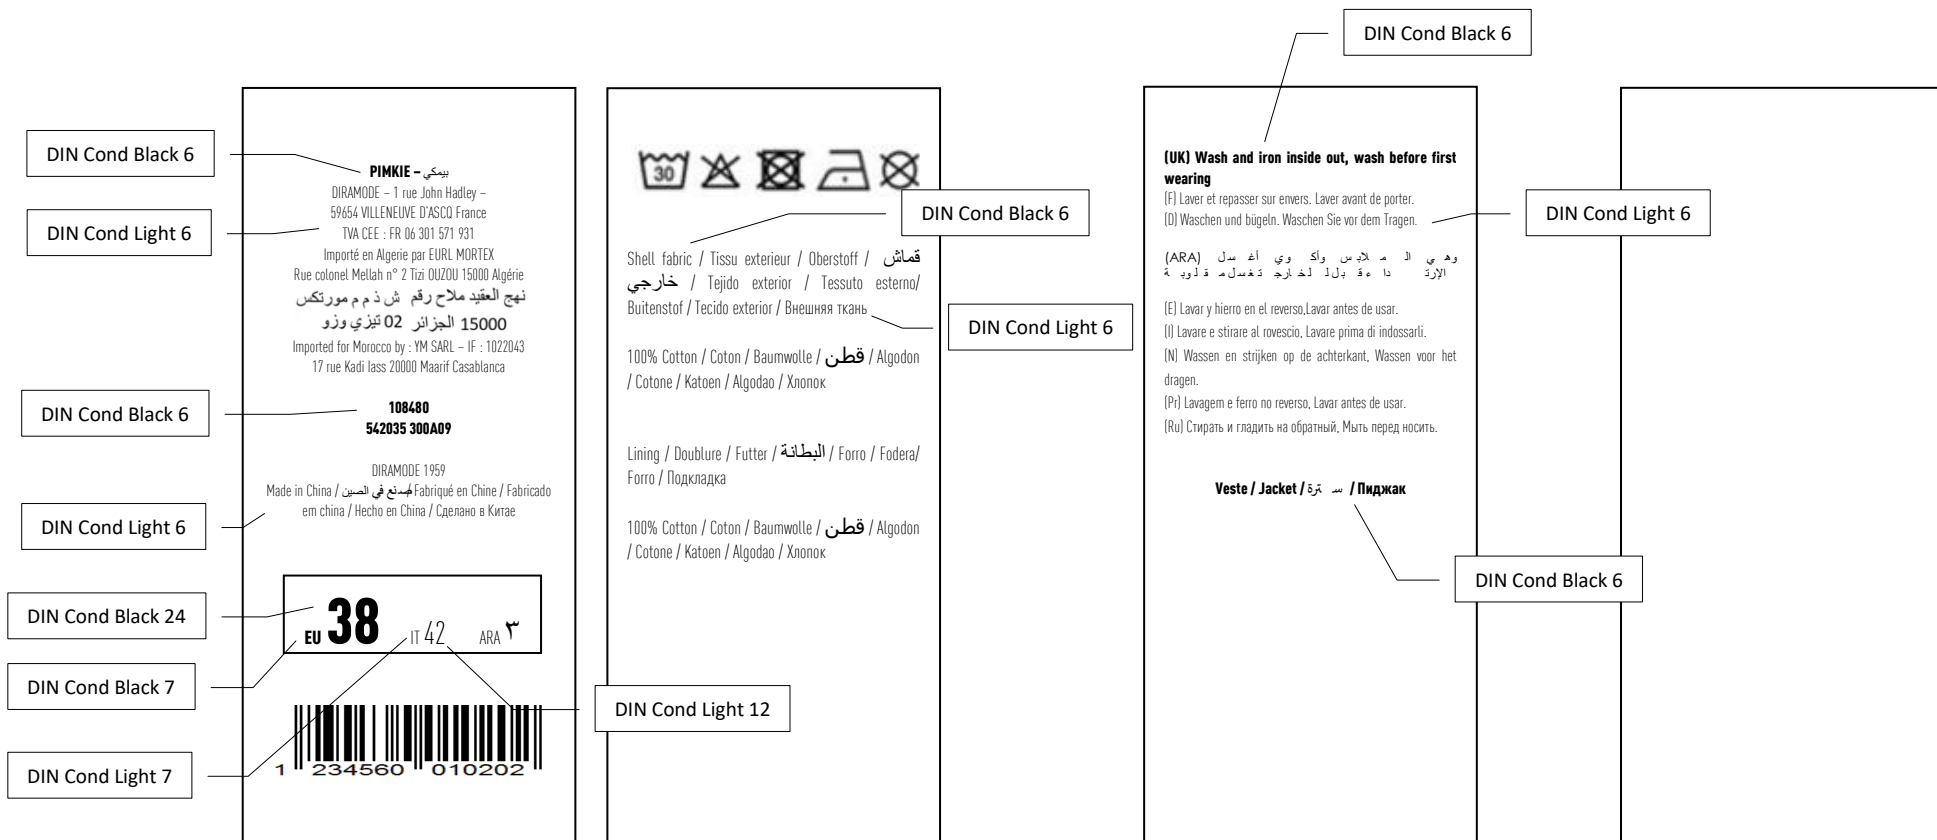 DIN Cond Black 6
DIN Cond Black 6
PIMKIE – بيمكي
DIRAMODE – 1 rue John Hadley –
59654 VILLENEUVE D'ASCQ France
DIN Cond Light 6
TVA CEE : FR 06 301 571 931
Importé en Algerie par EURL MORTEX
Rue colonel Mellah n° 2 Tizi OUZOU 15000 Algérie
نهج العقيد ملاح رقم ش ذ م م مورتكس
15000 الجزائر 02 تيزي وزو
Imported for Morocco by : YM SARL – IF : 1022043
17 rue Kadi lass 20000 Maarif Casablanca
DIN Cond Black 6
108480
542035 300A09
DIRAMODE 1959
Made in China / صنع في الصين / Fabriqué en Chine / Fabricado
em china / Hecho en China / Сделано в Китае
DIN Cond Light 6
DIN Cond Black 24
EU 38 IT 42 ARA ٣
DIN Cond Black 7
DIN Cond Light 12
DIN Cond Light 7
1 234560 010202
30
DIN Cond Black 6
Shell fabric / Tissu exterieur / Oberstoff / قماش
خارجي / Tejido exterior / Tessuto esterno/
Buitenstof / Tecido exterior / Внешняя ткань
DIN Cond Light 6
100% Cotton / Coton / Baumwolle / قطن / Algodon
/ Cotone / Katoen / Algodao / Хлопок
Lining / Doublure / Futter / البطانة / Forro / Fodera/
Forro / Подкладка
100% Cotton / Coton / Baumwolle / قطن / Algodon
/ Cotone / Katoen / Algodao / Хлопок
(UK) Wash and iron inside out, wash before first
wearing
(F) Laver et repasser sur envers. Laver avant de porter.
(D) Waschen und bügeln. Waschen Sie vor dem Tragen.
DIN Cond Light 6
(ARA)
(E) Lavar y hierro en el reverso,Lavar antes de usar.
(I) Lavare e stirare al rovescio, Lavare prima di indossarli.
(N) Wassen en strijken op de achterkant, Wassen voor het
dragen.
(Pr) Lavagem e ferro no reverso, Lavar antes de usar.
(Ru) Стирать и гладить на обратный, Мыть перед носить.
Veste / Jacket / سترة / Пиджак
DIN Cond Black 6